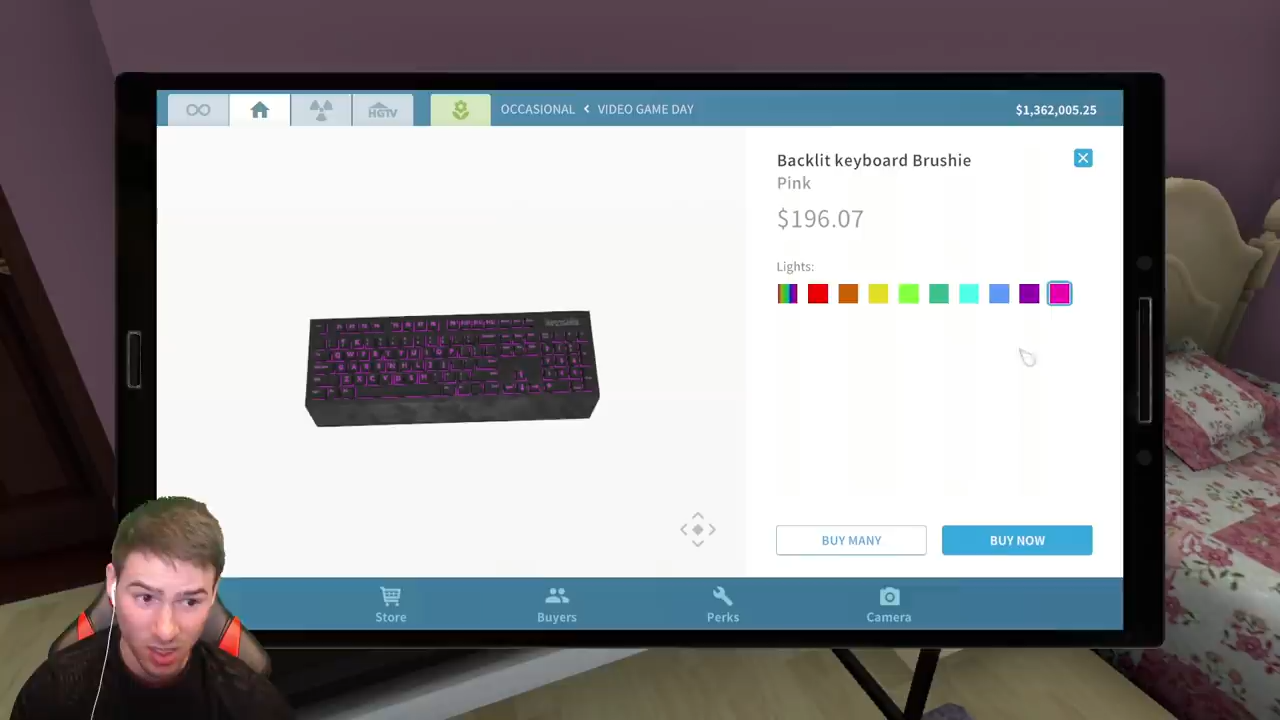 HGTV
OCCASIONAL < VIDEO GAME DAY
$1,362,005.25
Backlit keyboard Brushie
Pink
$196.07
Lights:
BUY MANY
BUY NOW
Store
Buyers
Perks
Camera